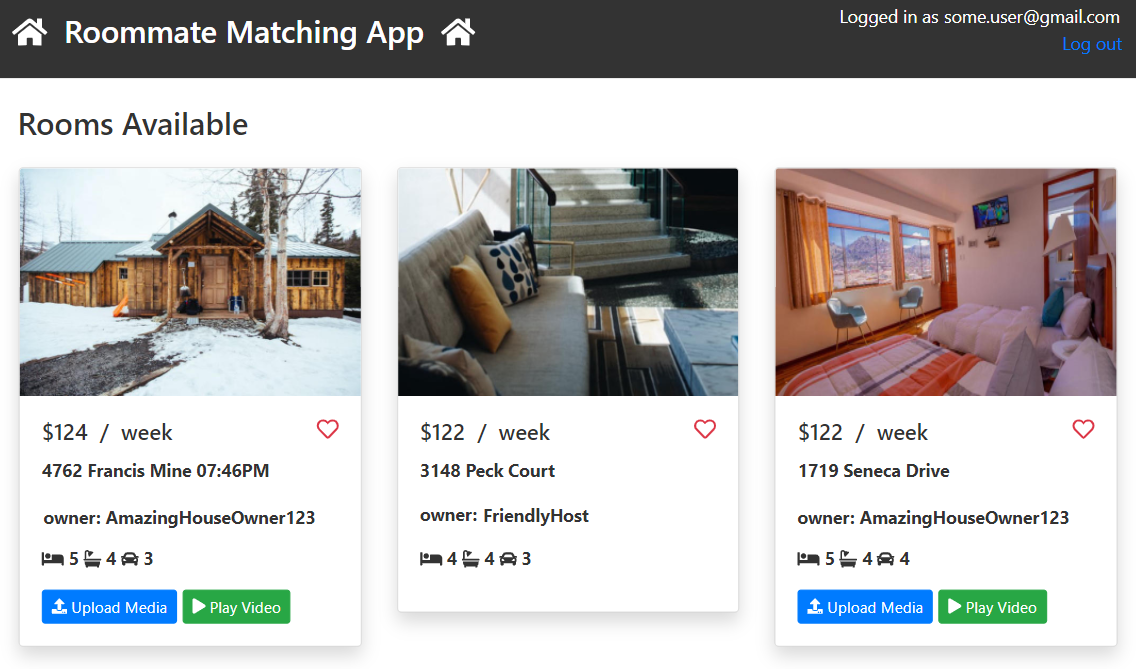 Roommate Matching App
Logged in as some.user@gmail.com
Log out
Rooms Available
$124 / week
4762 Francis Mine 07:46PM
owner: AmazingHouseOwner123
5 4 3
Upload Media Play Video
$122 / week
3148 Peck Court
owner: FriendlyHost
4 4 3
$122 / week
1719 Seneca Drive
owner: AmazingHouseOwner123
5 4 4
Upload Media Play Video